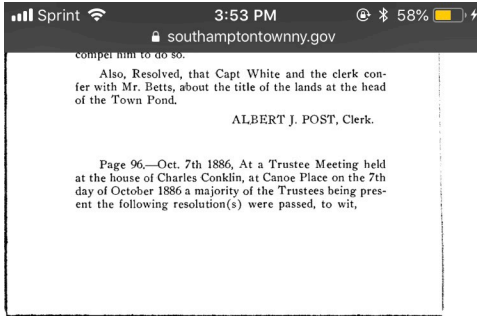 Sprint 3:53 PM 58%
southamptontownny.gov
compel him to do so.
Also, Resolved, that Capt White and the clerk con-
fer with Mr. Betts, about the title of the lands at the head
of the Town Pond.
ALBERT J. POST, Clerk.
Page 96.—Oct. 7th 1886, At a Trustee Meeting held
at the house of Charles Conklin, at Canoe Place on the 7th
day of October 1886 a majority of the Trustees being pres-
ent the following resolution(s) were passed, to wit,